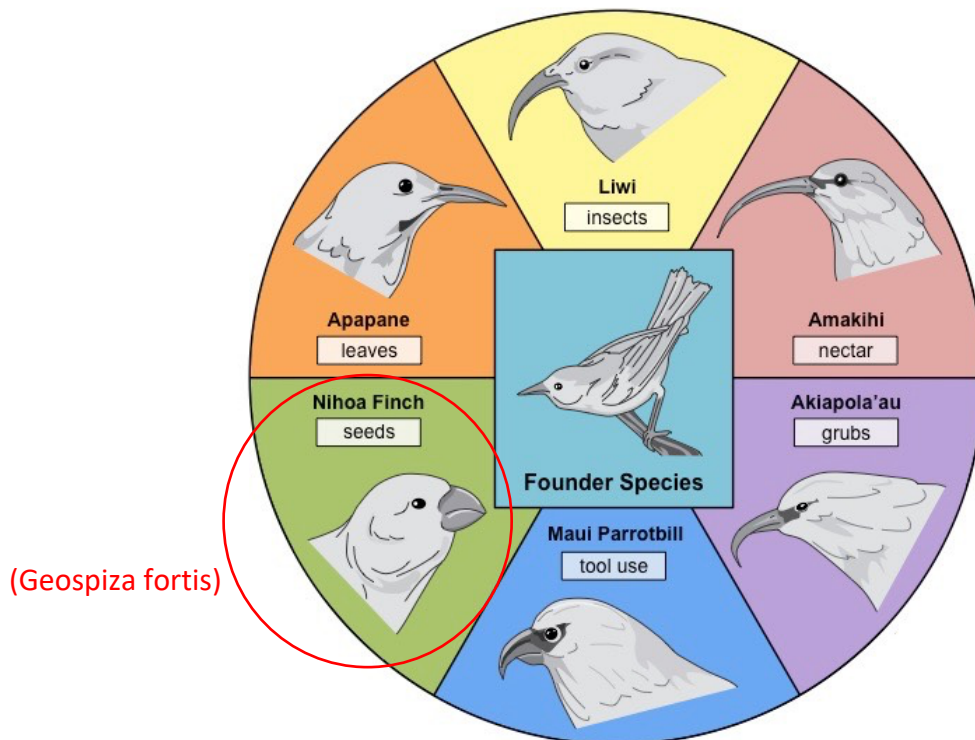 Liwi
insects
Apapane
leaves
Amakihi
nectar
Nihoa Finch
seeds
Founder Species
Akiapola'au
grubs
Maui Parrotbill
tool use
(Geospiza fortis)